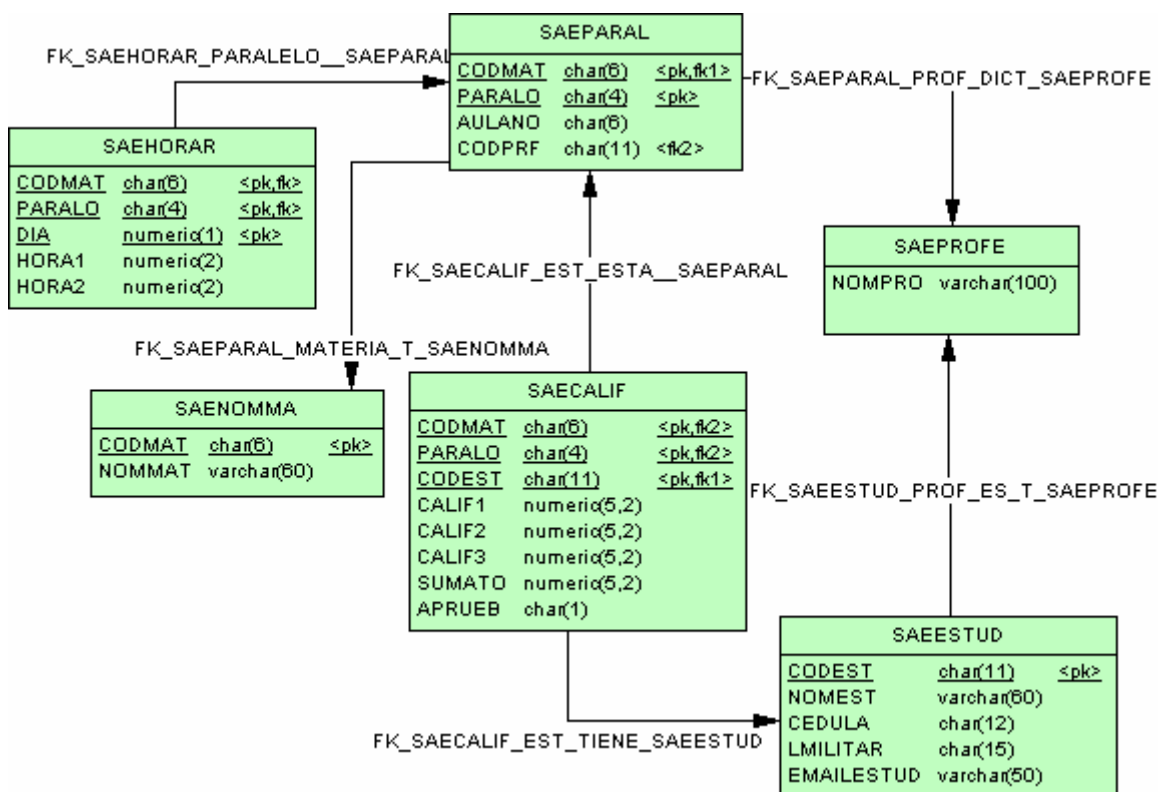 SAEPARAL
CODMAT char(6) <pk,fk1>
PARALO char(4) <pk>
AULANO char(6)
CODPRF char(11) <fk2>
FK_SAEHORAR_PARALELO__SAEPARAL
FK_SAEPARAL_PROF_DICT_SAEPROFE
SAEHORAR
CODMAT char(6) <pk,fk>
PARALO char(4) <pk,fk>
DIA numeric(1) <pk>
HORA1 numeric(2)
HORA2 numeric(2)
SAEPROFE
NOMPRO varchar(100)
FK_SAECALIF_EST_ESTA__SAEPARAL
FK_SAEPARAL_MATERIA_T_SAENOMMA
SAENOMMA
CODMAT char(6) <pk>
NOMMAT varchar(60)
SAECALIF
CODMAT char(6) <pk,fk2>
PARALO char(4) <pk,fk2>
CODEST char(11) <pk,fk1>
CALIF1 numeric(5,2)
CALIF2 numeric(5,2)
CALIF3 numeric(5,2)
SUMATO numeric(5,2)
APRUEB char(1)
FK_SAEESTUD_PROF_ES_T_SAEPROFE
SAEESTUD
CODEST char(11) <pk>
NOMEST varchar(60)
CEDULA char(12)
LMILITAR char(15)
EMAILESTUD varchar(50)
FK_SAECALIF_EST_TIENE_SAEESTUD